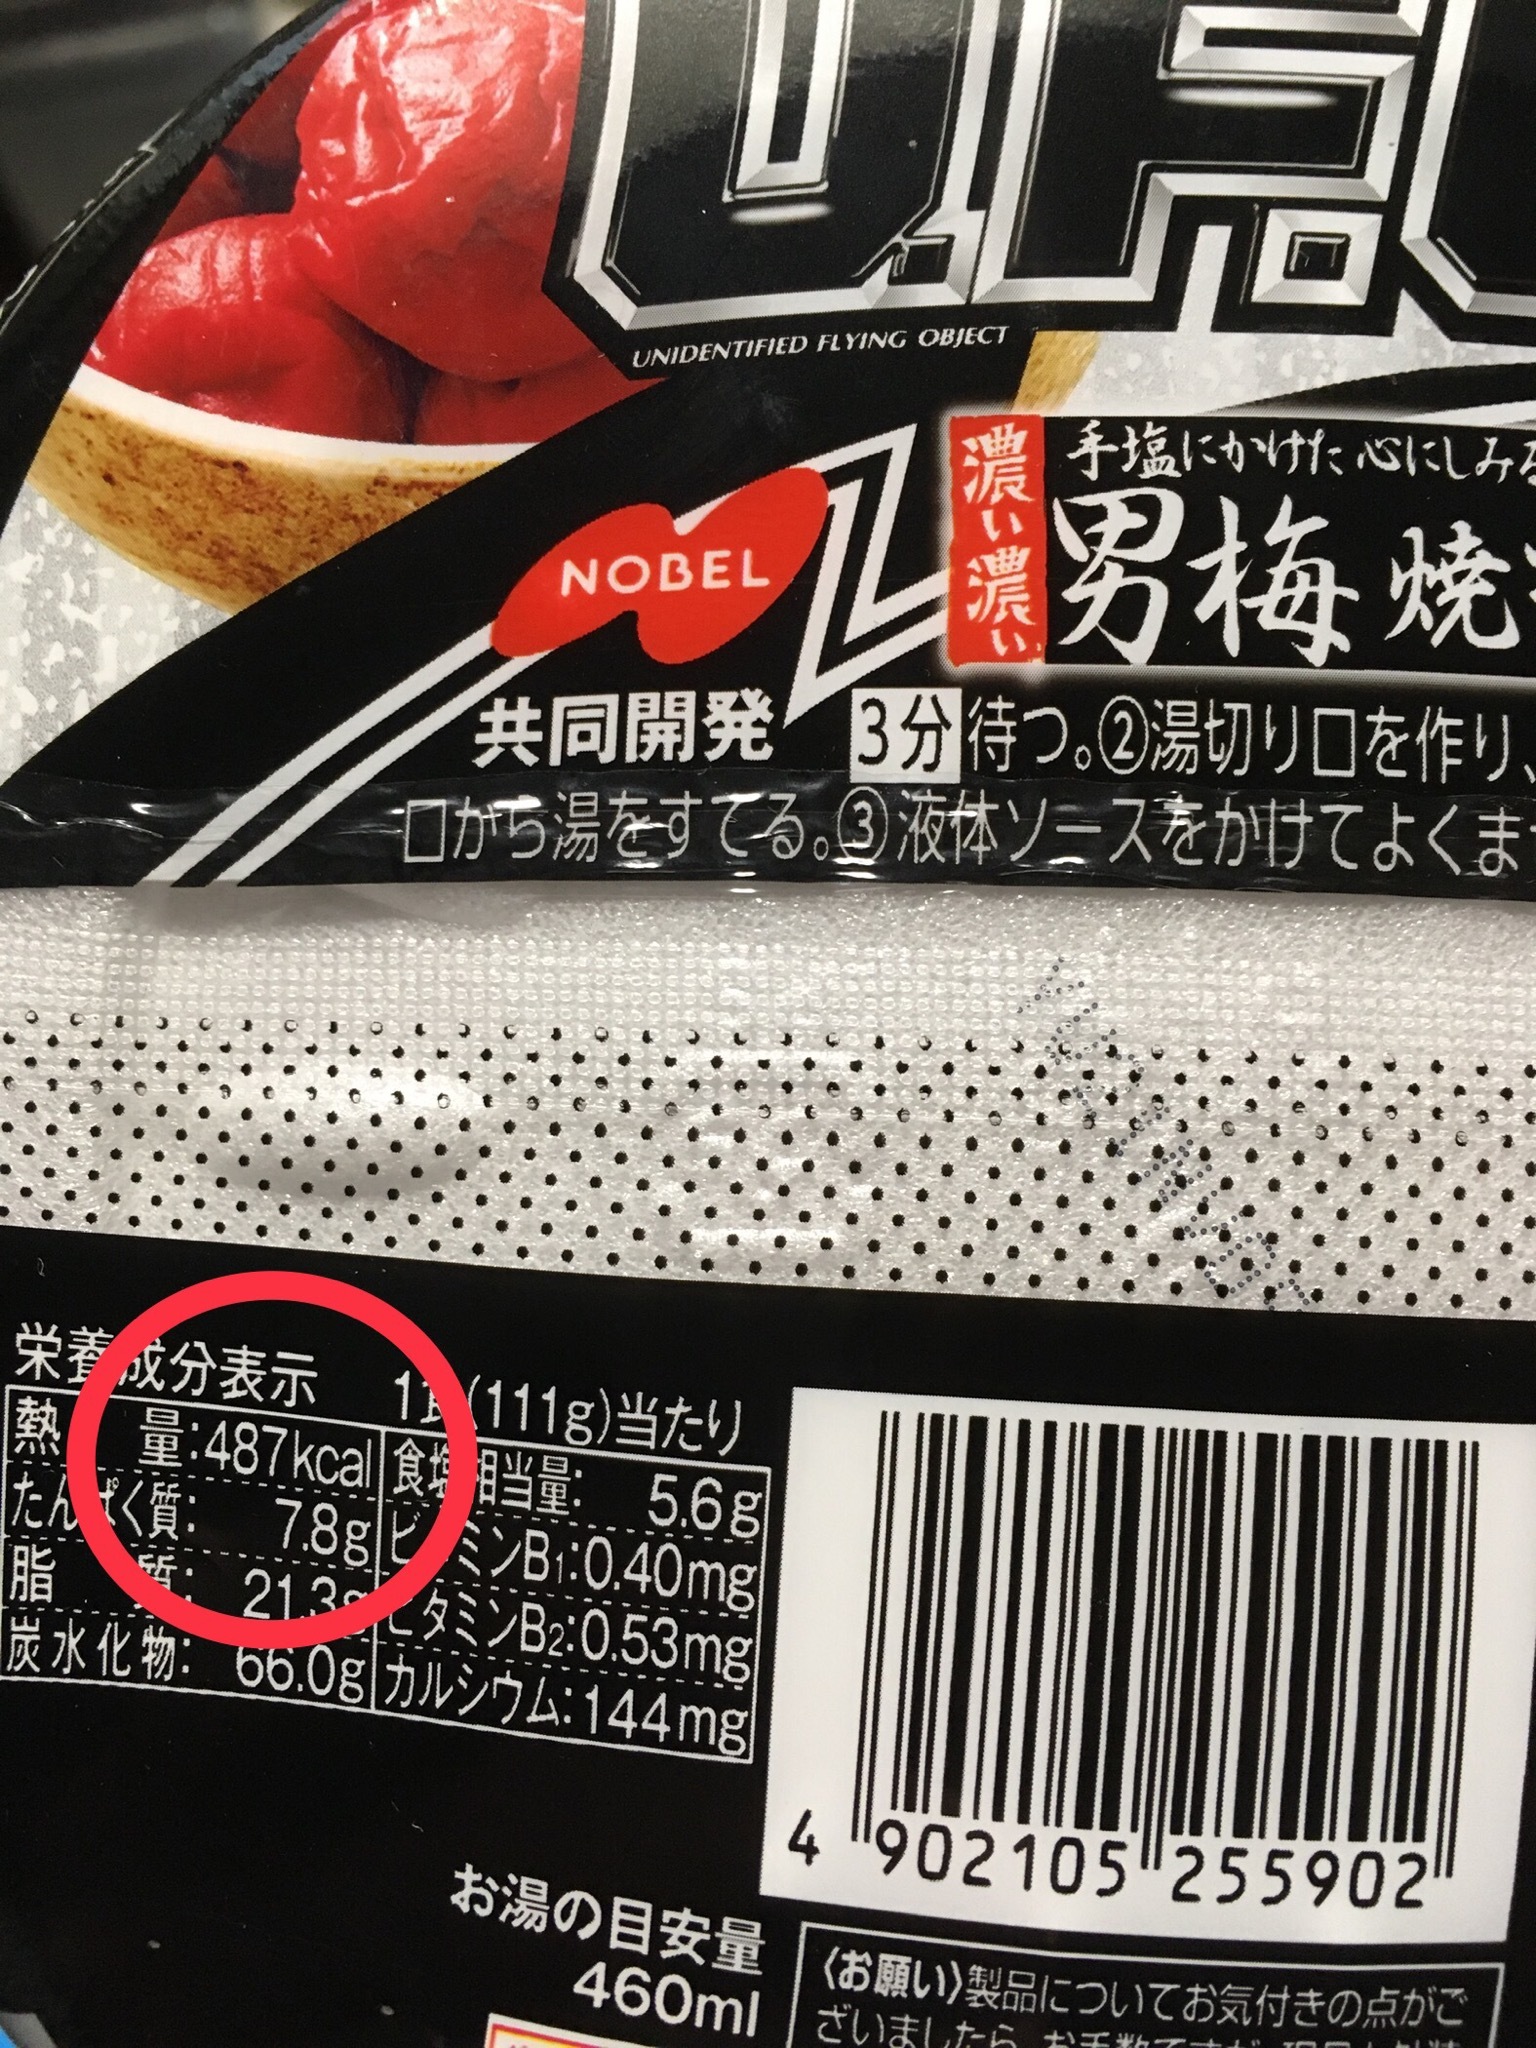 U.F.O
UNIDENTIFIED FLYING OBJECT
濃い濃い
手塩にかけた 心にしみる
男梅 焼
NOBEL
共同開発
3分待つ。②湯切り口を作り、
口から湯をすてる。③液体ソースをかけてよくま
栄養成分表示 1食(111g)当たり
熱量:487kcal 食塩相当量: 5.6g
たんぱく質: 7.8g ビタミンB1:0.40mg
脂質: 21.3g ビタミンB2:0.53mg
炭水化物: 66.0g カルシウム:144mg
4 902105 255902
お湯の目安量
460ml
〈お願い〉製品についてお気付きの点がご
ざいましたら、お手数ですが、現品